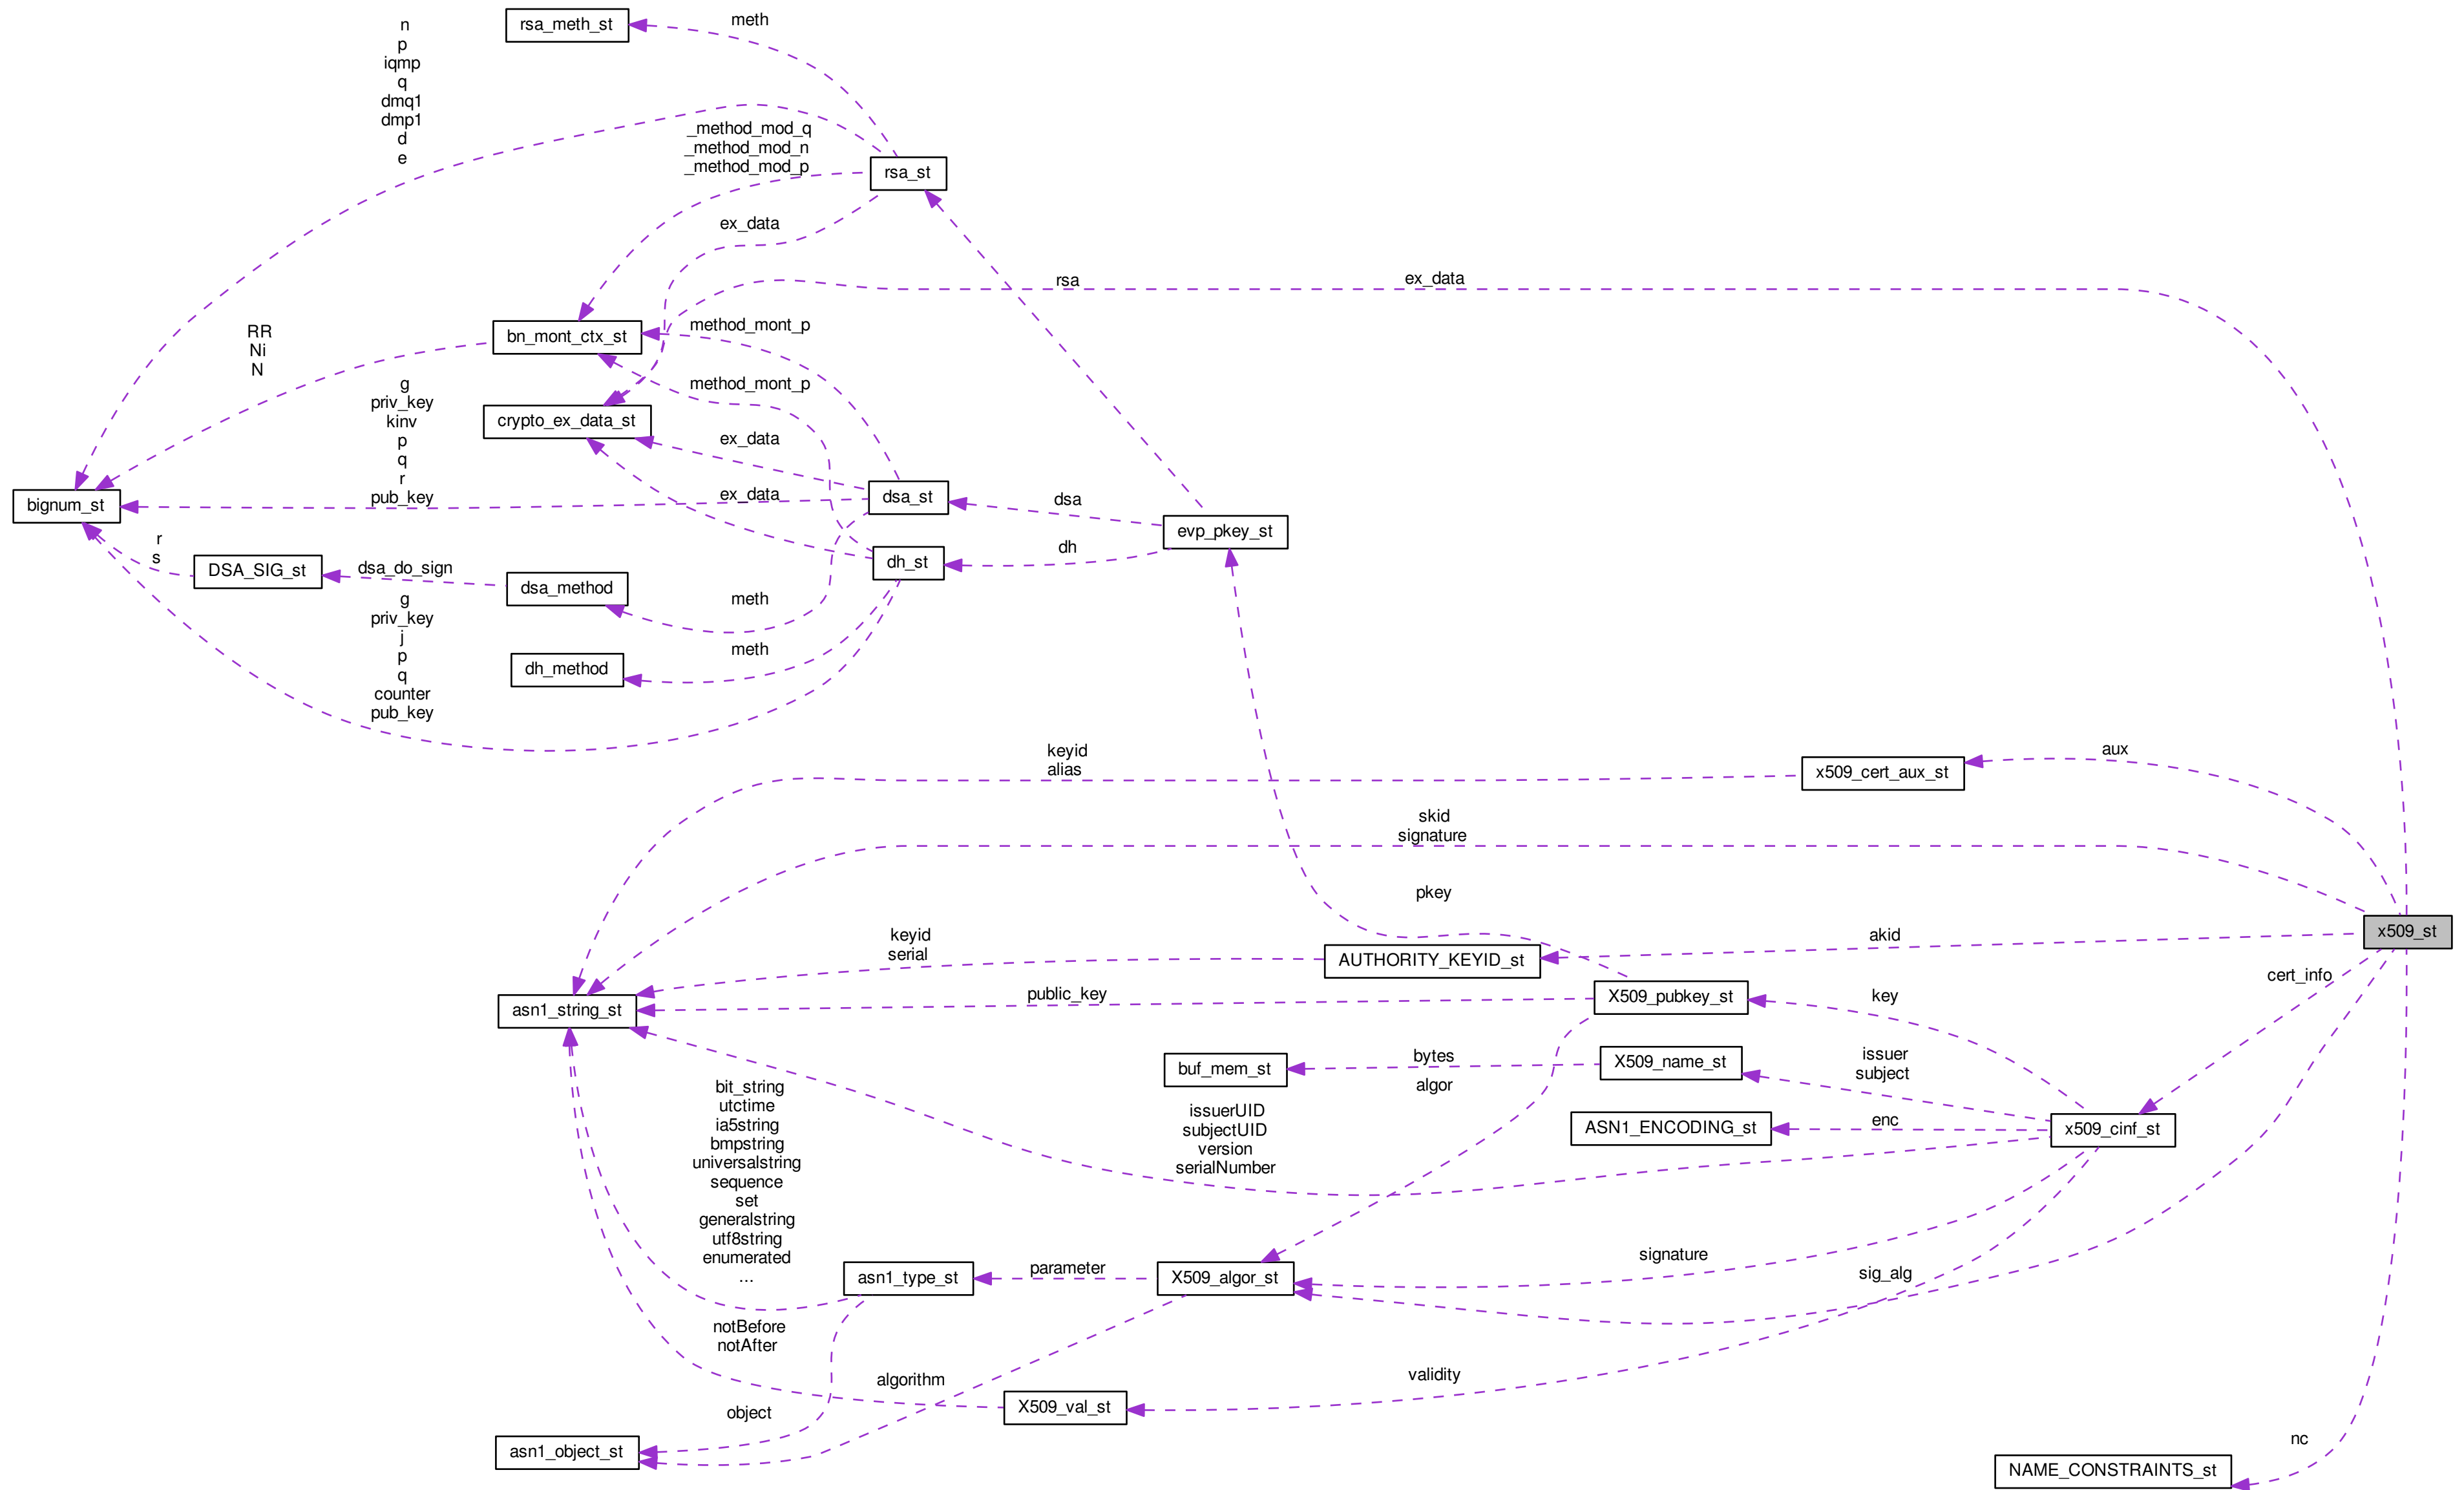 n
p
iqmp
q
dmq1
dmp1
d
e
rsa_meth_st
meth
_method_mod_q
_method_mod_n
_method_mod_p
rsa_st
ex_data
rsa
ex_data
RR
Ni
N
bn_mont_ctx_st
method_mont_p
g
priv_key
kinv
p
q
r
pub_key
crypto_ex_data_st
method_mont_p
ex_data
ex_data
bignum_st
dsa_st
dsa
evp_pkey_st
dh
dh_st
r
s
DSA_SIG_st
dsa_do_sign
dsa_method
meth
g
priv_key
j
p
q
counter
pub_key
dh_method
meth
keyid
alias
x509_cert_aux_st
aux
skid
signature
pkey
x509_st
akid
keyid
serial
AUTHORITY_KEYID_st
cert_info
asn1_string_st
public_key
X509_pubkey_st
key
buf_mem_st
bytes
X509_name_st
issuer
subject
algor
ASN1_ENCODING_st
enc
x509_cinf_st
issuerUID
subjectUID
version
serialNumber
bit_string
utctime
ia5string
bmpstring
universalstring
sequence
set
generalstring
utf8string
enumerated
...
asn1_type_st
parameter
X509_algor_st
signature
sig_alg
notBefore
notAfter
algorithm
validity
X509_val_st
object
asn1_object_st
nc
NAME_CONSTRAINTS_st